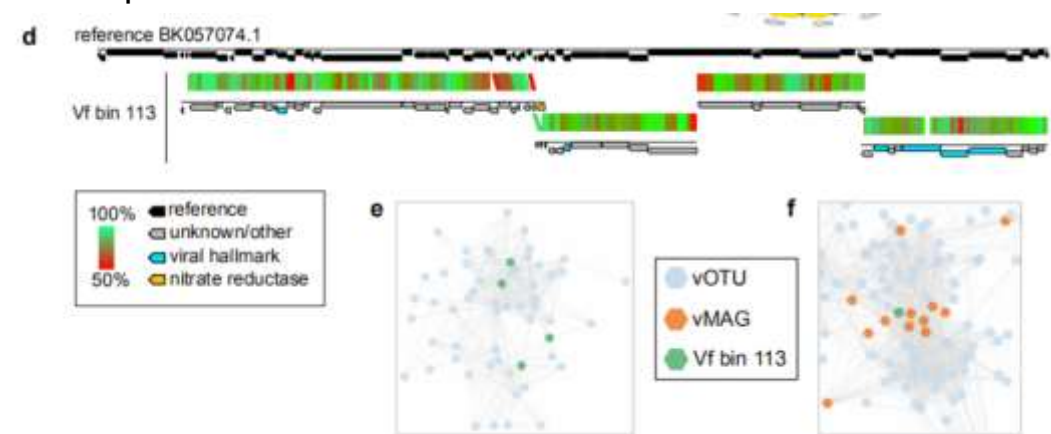 d
reference BK057074.1
Vf bin 113
100%
50%
reference
unknown/other
viral hallmark
nitrate reductase
e
vOTU
vMAG
Vf bin 113
f